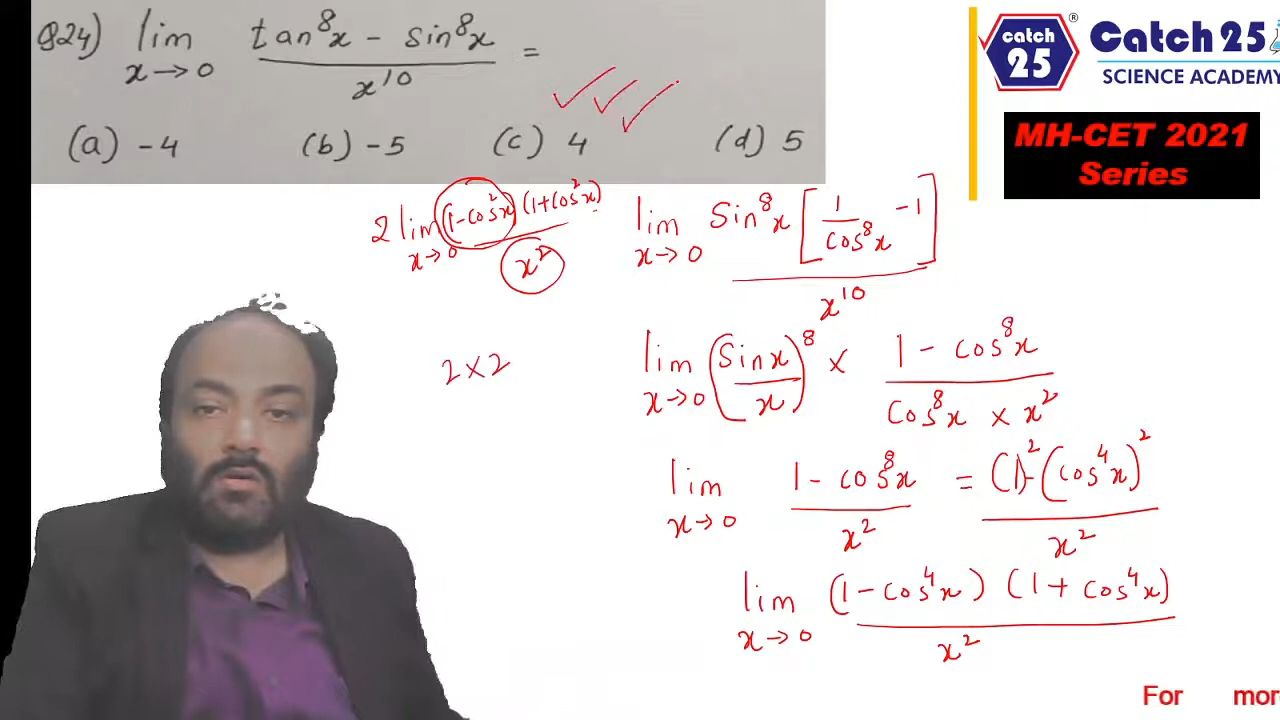 Q24) lim x→0 (tan⁸x − sin⁸x) / x¹⁰ =
(a) -4 (b) -5 (c) 4 (d) 5
catch 25 ®
Catch 25
SCIENCE ACADEMY
MH-CET 2021
Series
2 lim x→0 (1-cos²x)(1+cos²x) / x²
2×2
lim x→0 sin⁸x [1/cos⁸x -1] / x¹⁰
lim x→0 (sinx/x)⁸ × (1 - cos⁸x) / (cos⁸x × x²)
lim x→0 (1 - cos⁸x) / x² = ((1)² - (cos⁴x)²) / x²
lim x→0 (1-cos⁴x) (1+cos⁴x) / x²
For mor